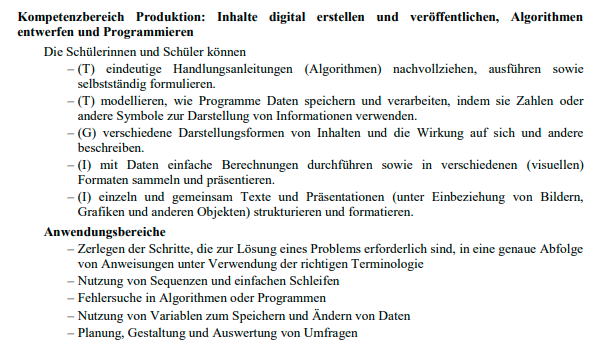 Kompetenzbereich Produktion: Inhalte digital erstellen und veröffentlichen, Algorithmen
entwerfen und Programmieren
Die Schülerinnen und Schüler können
– (T) eindeutige Handlungsanleitungen (Algorithmen) nachvollziehen, ausführen sowie
selbstständig formulieren.
– (T) modellieren, wie Programme Daten speichern und verarbeiten, indem sie Zahlen oder
andere Symbole zur Darstellung von Informationen verwenden.
– (G) verschiedene Darstellungsformen von Inhalten und die Wirkung auf sich und andere
beschreiben.
– (I) mit Daten einfache Berechnungen durchführen sowie in verschiedenen (visuellen)
Formaten sammeln und präsentieren.
– (I) einzeln und gemeinsam Texte und Präsentationen (unter Einbeziehung von Bildern,
Grafiken und anderen Objekten) strukturieren und formatieren.
Anwendungsbereiche
– Zerlegen der Schritte, die zur Lösung eines Problems erforderlich sind, in eine genaue Abfolge
von Anweisungen unter Verwendung der richtigen Terminologie
– Nutzung von Sequenzen und einfachen Schleifen
– Fehlersuche in Algorithmen oder Programmen
– Nutzung von Variablen zum Speichern und Ändern von Daten
– Planung, Gestaltung und Auswertung von Umfragen